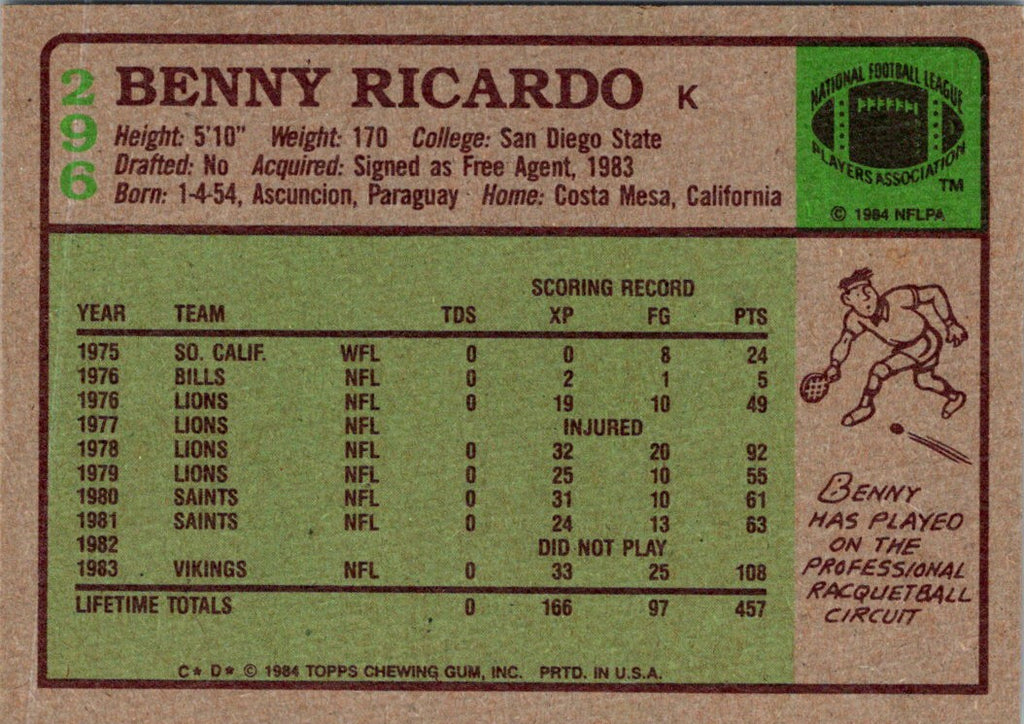 296
BENNY RICARDO K
Height: 5'10" Weight: 170 College: San Diego State
Drafted: No Acquired: Signed as Free Agent, 1983
Born: 1-4-54, Ascuncion, Paraguay Home: Costa Mesa, California
NATIONAL FOOTBALL LEAGUE
PLAYERS ASSOCIATION TM
© 1984 NFLPA
SCORING RECORD
YEAR TEAM TDS XP FG PTS
1975 SO. CALIF. WFL 0 0 8 24
1976 BILLS NFL 0 2 1 5
1976 LIONS NFL 0 19 10 49
1977 LIONS NFL INJURED
1978 LIONS NFL 0 32 20 92
1979 LIONS NFL 0 25 10 55
1980 SAINTS NFL 0 31 10 61
1981 SAINTS NFL 0 24 13 63
1982 DID NOT PLAY
1983 VIKINGS NFL 0 33 25 108
LIFETIME TOTALS 0 166 97 457
BENNY
HAS PLAYED
ON THE
PROFESSIONAL
RACQUETBALL
CIRCUIT
C* D* © 1984 TOPPS CHEWING GUM, INC. PRTD. IN U.S.A.